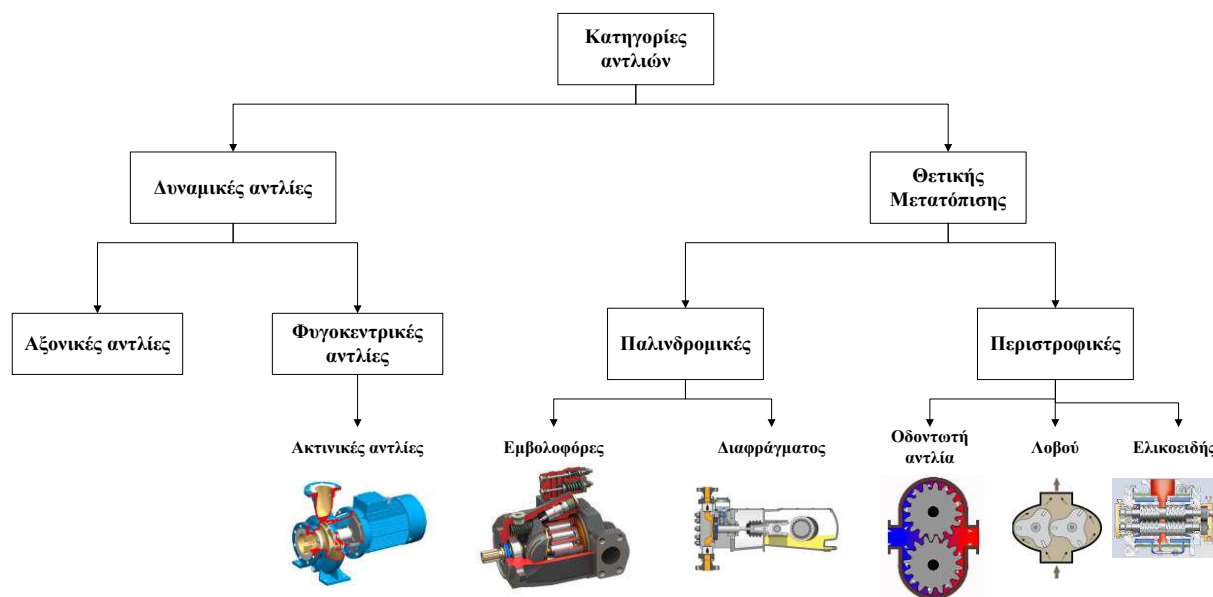 Κατηγορίες
αντλιών
Δυναμικές αντλίες
Θετικής
Μετατόπισης
Αξονικές αντλίες
Φυγοκεντρικές
αντλίες
Παλινδρομικές
Περιστροφικές
Ακτινικές αντλίες
Εμβολοφόρες
Διαφράγματος
Οδοντωτή
αντλία
Λοβού
Ελικοειδής